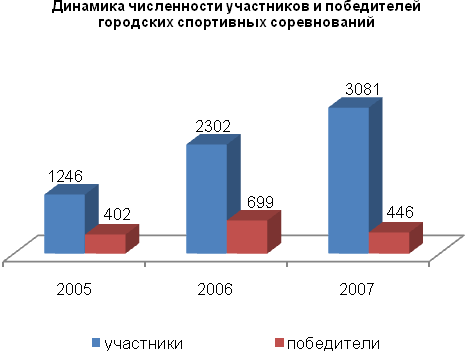 Динамика численности участников и победителей
городских спортивных соревнований
3081
2302
1246
699
402
446
2005 2006 2007
участники победители